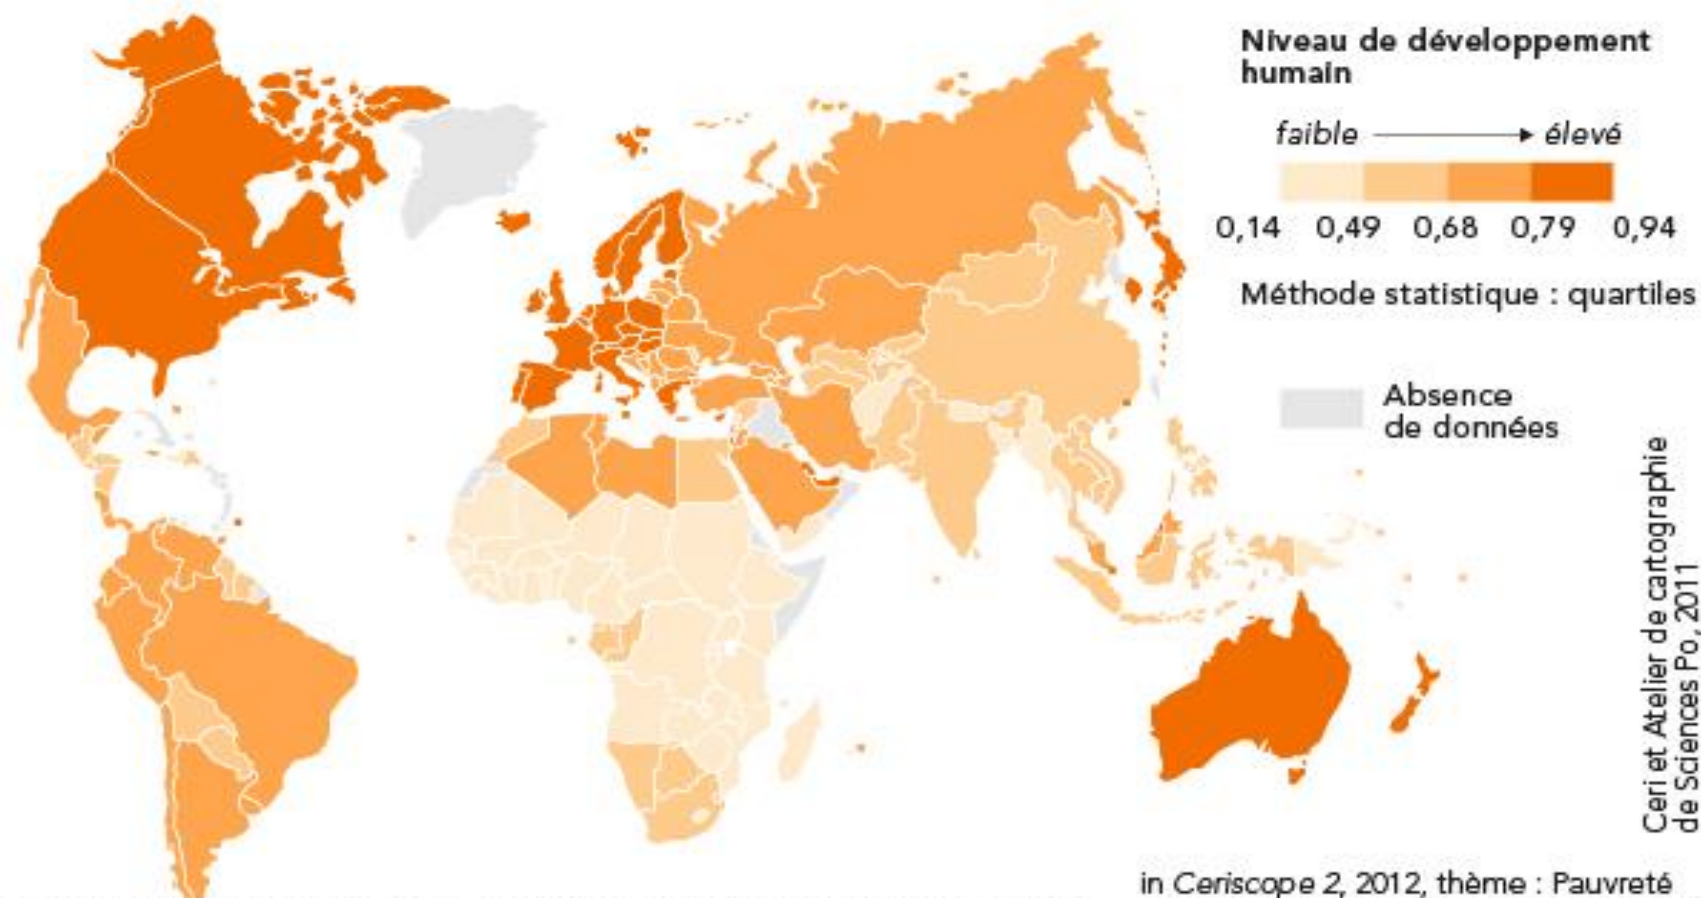 Niveau de développement
humain
faible élevé
0,14 0,49 0,68 0,79 0,94
Méthode statistique : quartiles
Absence
de données
Ceri et Atelier de cartographie
de Sciences Po, 2011
in Ceriscope 2, 2012, thème : Pauvreté